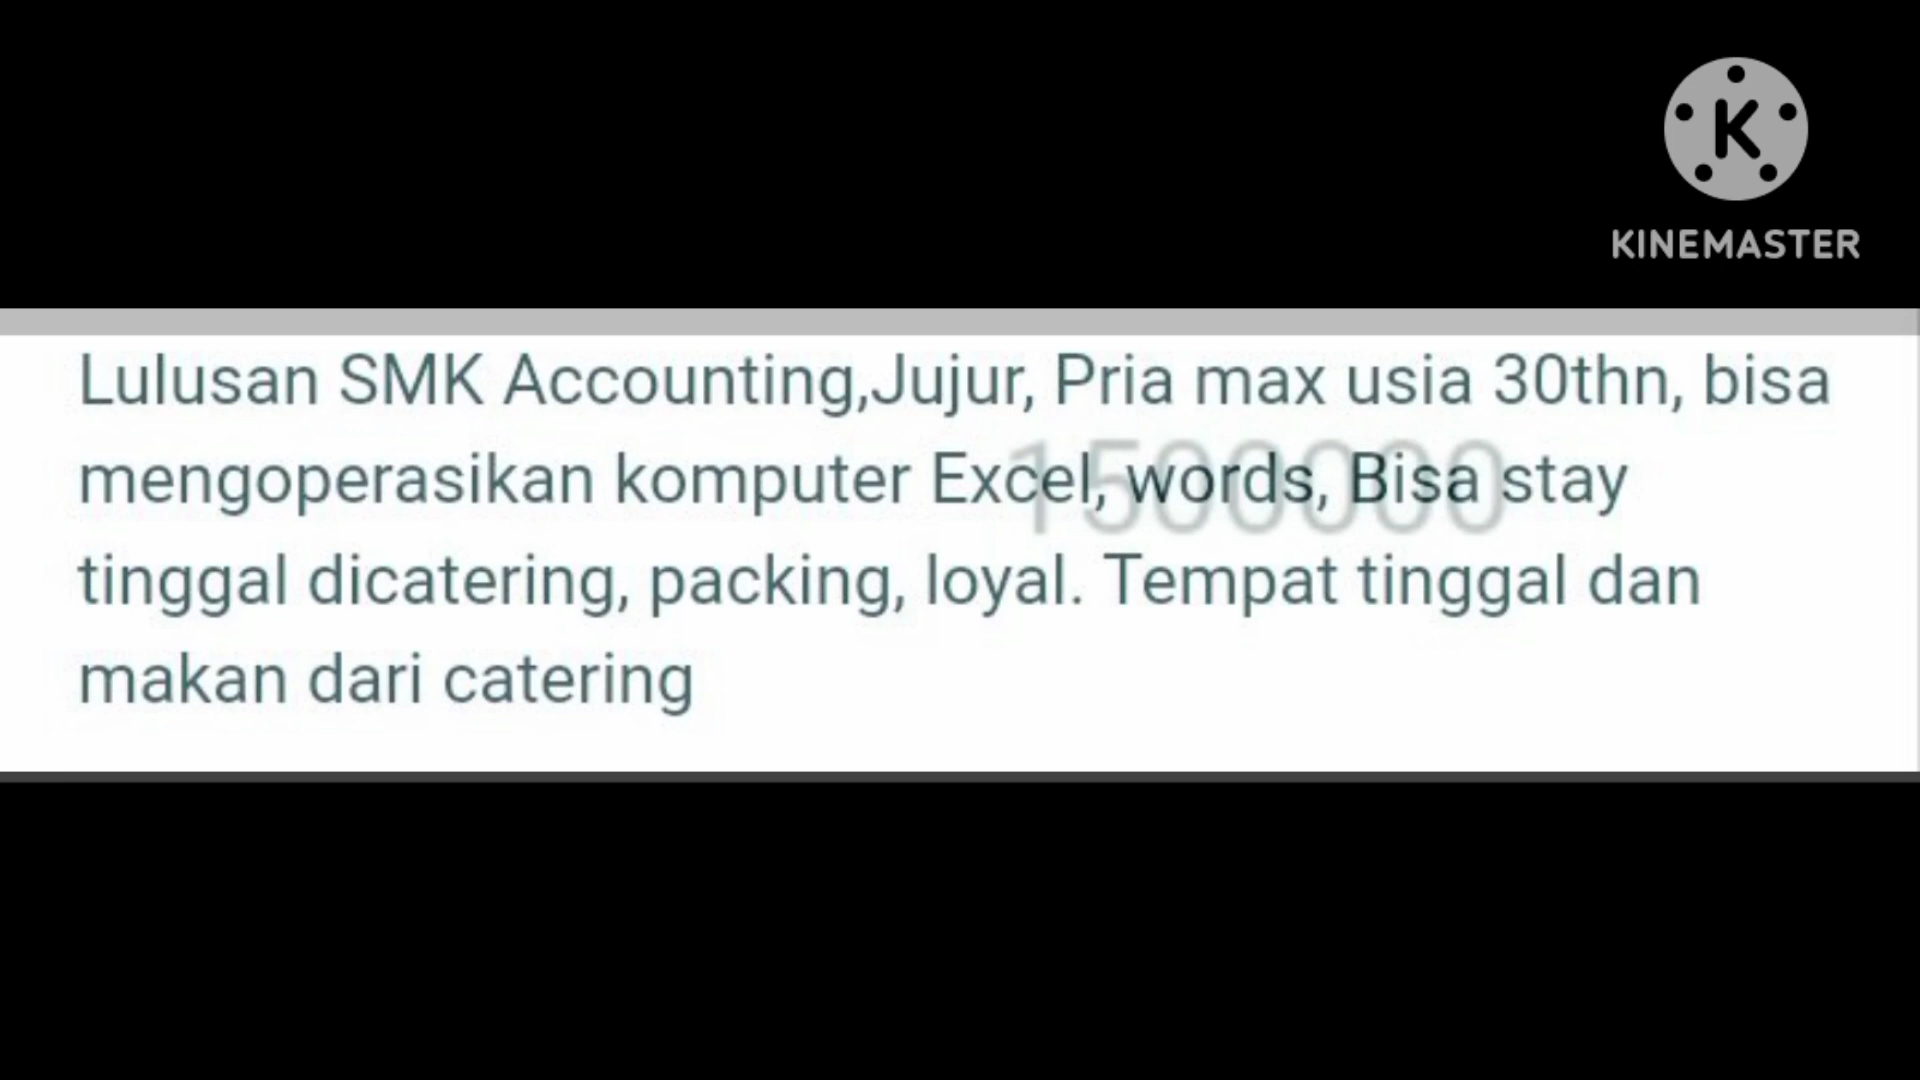 KINEMASTER
Lulusan SMK Accounting,Jujur, Pria max usia 30thn, bisa
mengoperasikan komputer Excel, words, Bisa stay
1500000
tinggal dicatering, packing, loyal. Tempat tinggal dan
makan dari catering